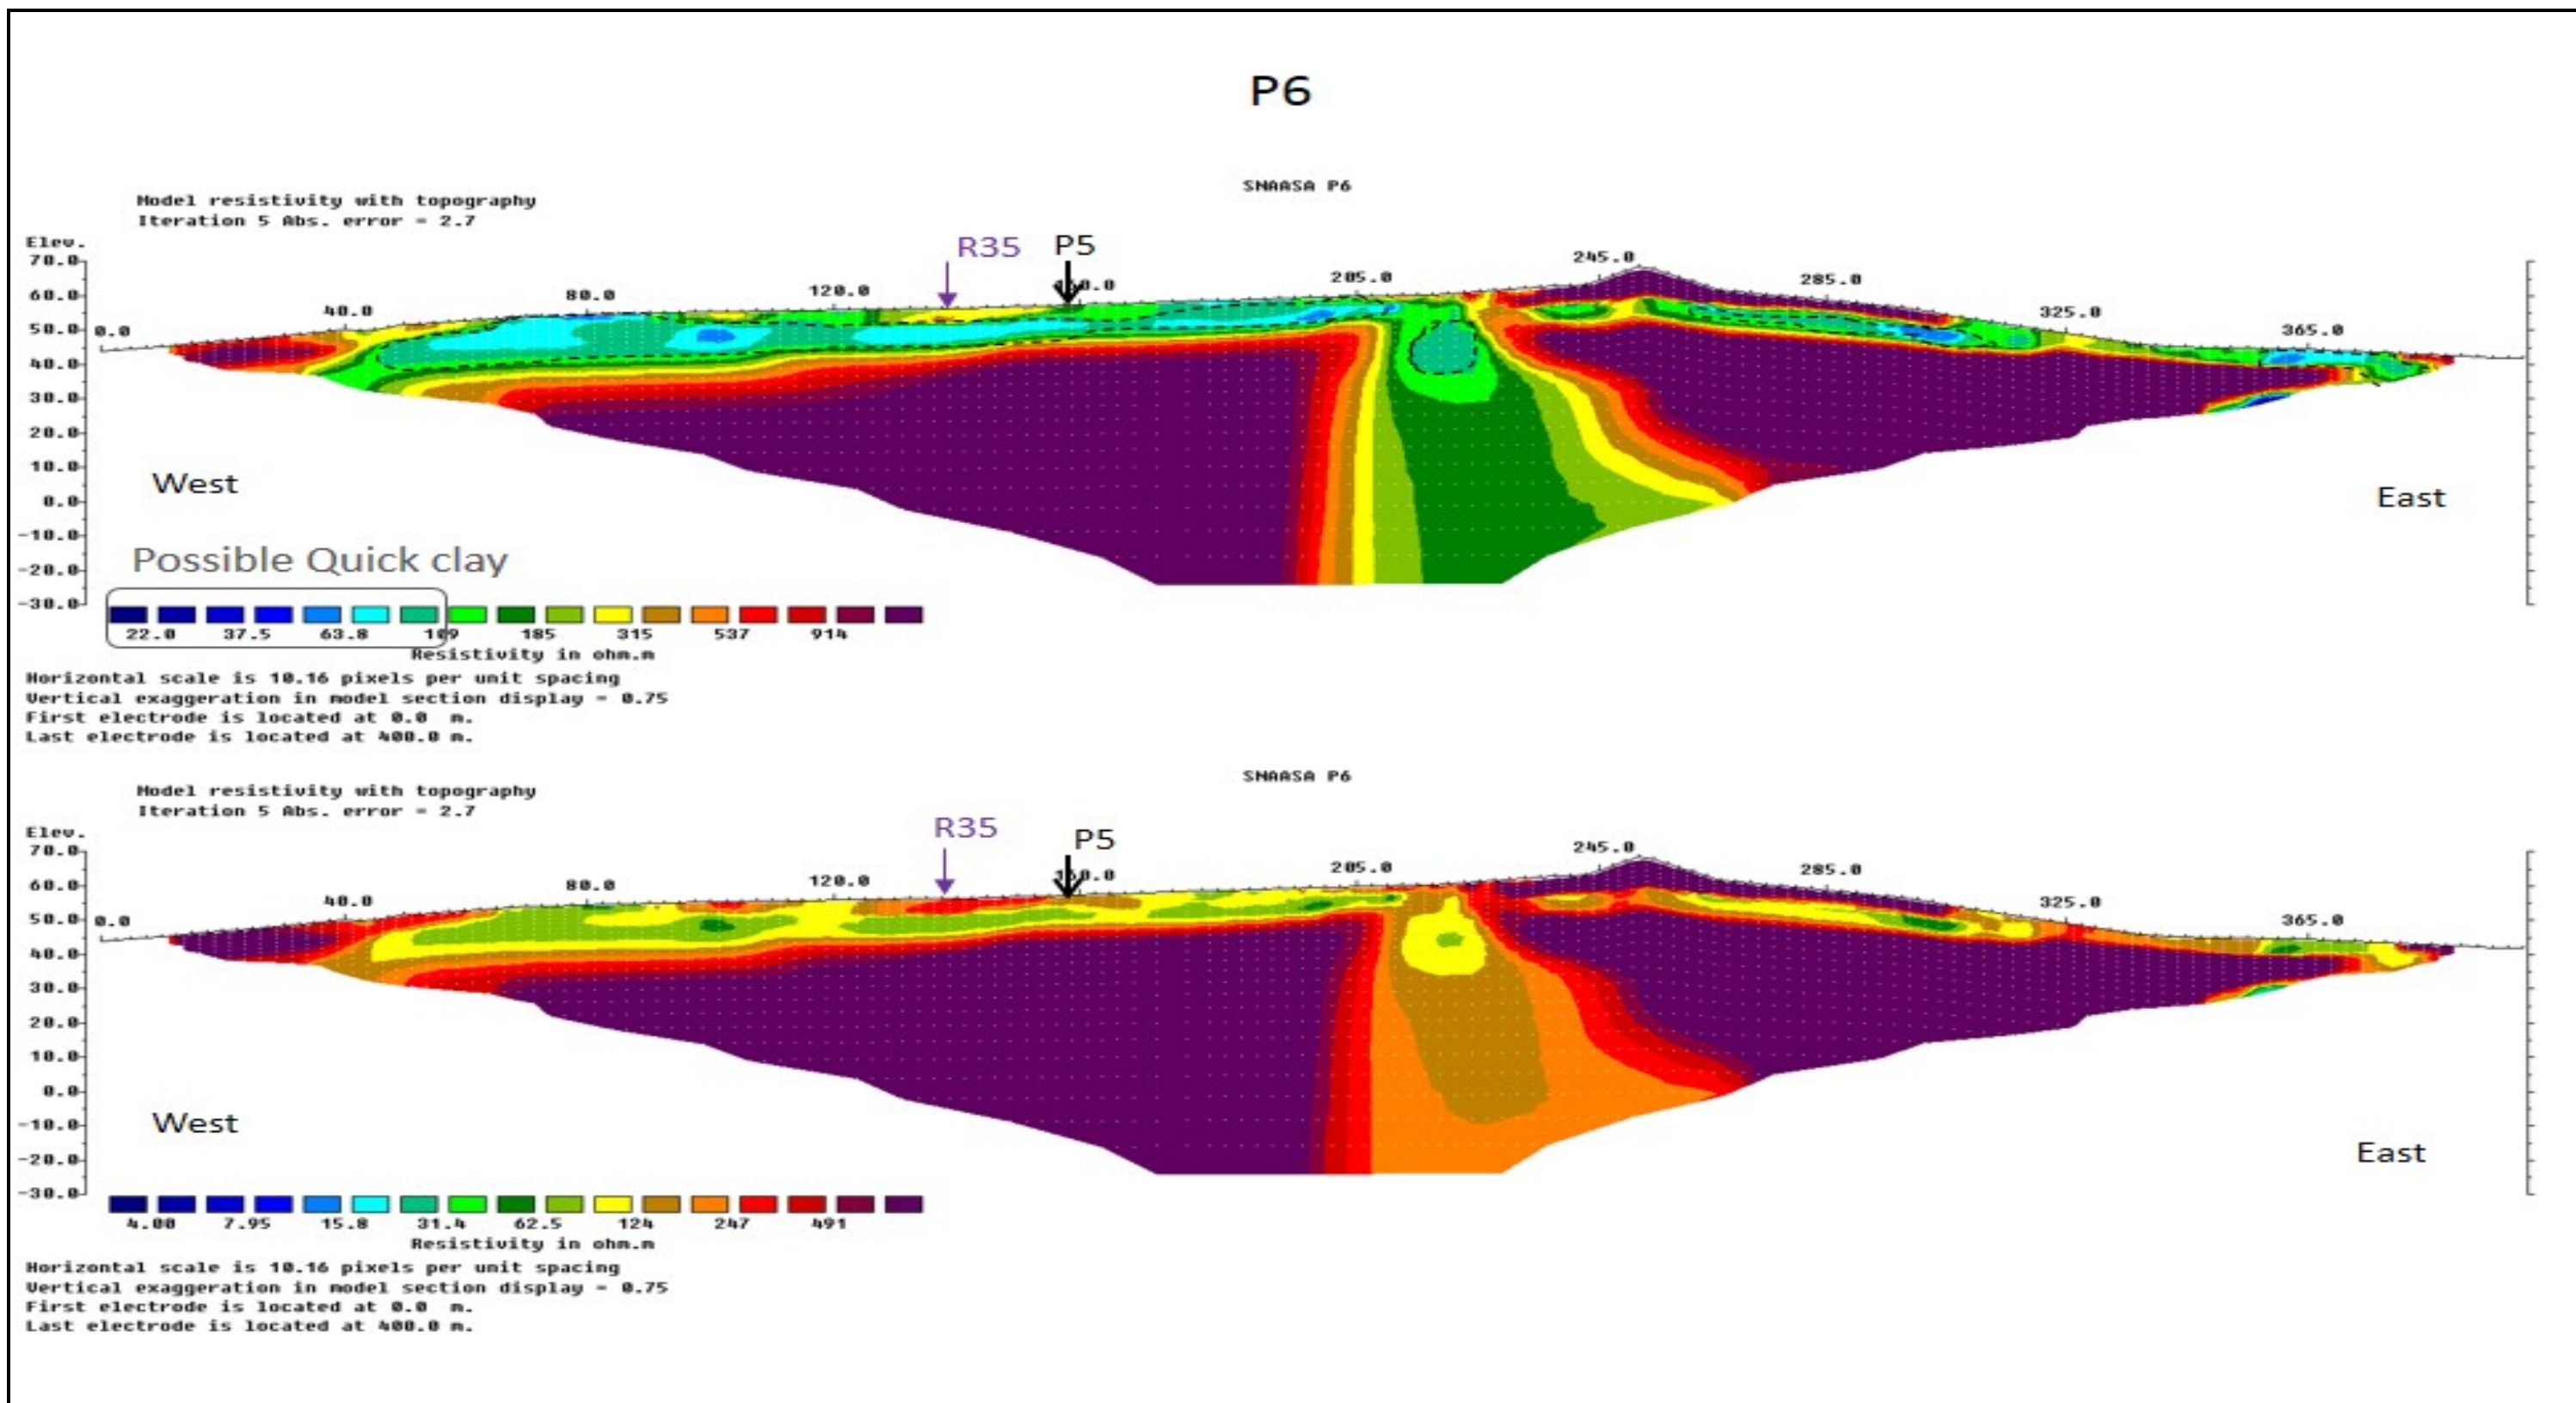 P6
SNAASA P6
Model resistivity with topography
Iteration 5 Abs. error = 2.7
Elev.
R35
P5
70.0
60.0
50.0
40.0
30.0
20.0
10.0
0.0
-10.0
-20.0
-30.0
0.0
40.0
80.0
120.0
205.0
245.0
285.0
325.0
365.0
West
East
Possible Quick clay
22.0 37.5 63.8 109 185 315 537 914
Resistivity in ohm.m
Horizontal scale is 10.16 pixels per unit spacing
Vertical exaggeration in model section display = 0.75
First electrode is located at 0.0 m.
Last electrode is located at 400.0 m.
SNAASA P6
Model resistivity with topography
Iteration 5 Abs. error = 2.7
Elev.
R35
P5
70.0
60.0
50.0
40.0
30.0
20.0
10.0
0.0
-10.0
-20.0
-30.0
0.0
40.0
80.0
120.0
205.0
245.0
285.0
325.0
365.0
West
East
4.00 7.95 15.8 31.4 62.5 124 247 491
Resistivity in ohm.m
Horizontal scale is 10.16 pixels per unit spacing
Vertical exaggeration in model section display = 0.75
First electrode is located at 0.0 m.
Last electrode is located at 400.0 m.